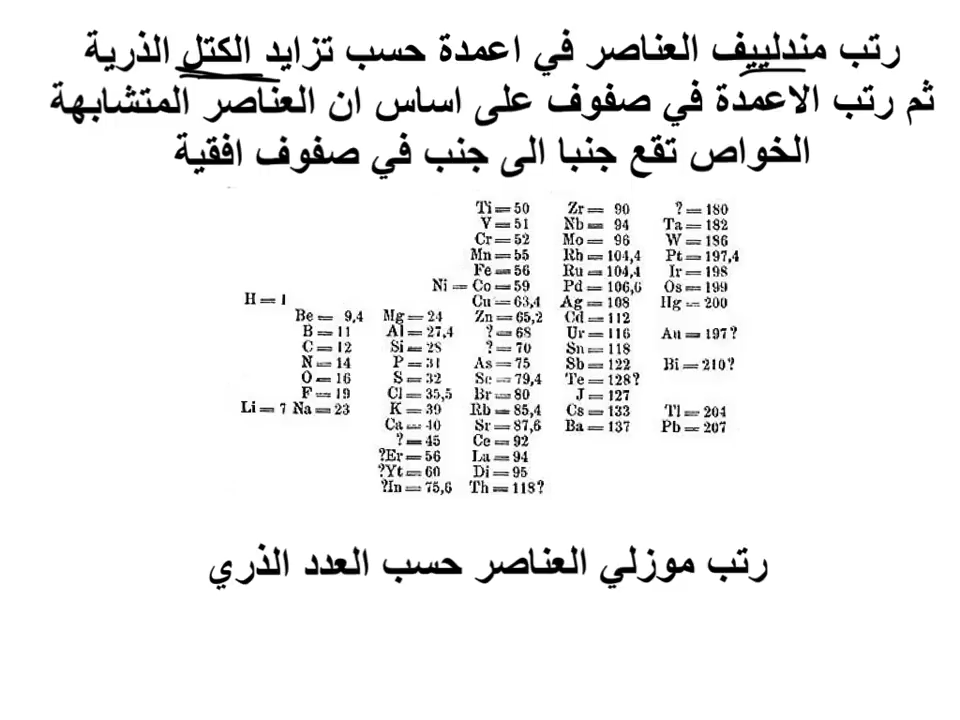 رتب مندلييف العناصر في اعمدة حسب تزايد الكتل الذرية
ثم رتب الاعمدة في صفوف على اساس ان العناصر المتشابهة
الخواص تقع جنبا الى جنب في صفوف افقية
Ti = 50 Zr = 90 ? = 180
V = 51 Nb = 94 Ta = 182
Cr = 52 Mo = 96 W = 186
Mn = 55 Rh = 104,4 Pt = 197,4
Fe = 56 Ru = 104,4 Ir = 198
Ni = Co = 59 Pd = 106,6 Os = 199
H = 1 Cu = 63,4 Ag = 108 Hg = 200
Be = 9,4 Mg = 24 Zn = 65,2 Cd = 112
B = 11 Al = 27,4 ? = 68 Ur = 116 Au = 197?
C = 12 Si = 28 ? = 70 Sn = 118
N = 14 P = 31 As = 75 Sb = 122 Bi = 210?
O = 16 S = 32 Se = 79,4 Te = 128?
F = 19 Cl = 35,5 Br = 80 J = 127
Li = 7 Na = 23 K = 39 Rb = 85,4 Cs = 133 Tl = 204
Ca = 40 Sr = 87,6 Ba = 137 Pb = 207
? = 45 Ce = 92
?Er = 56 La = 94
?Yt = 60 Di = 95
?In = 75,6 Th = 118?
رتب موزلي العناصر حسب العدد الذري